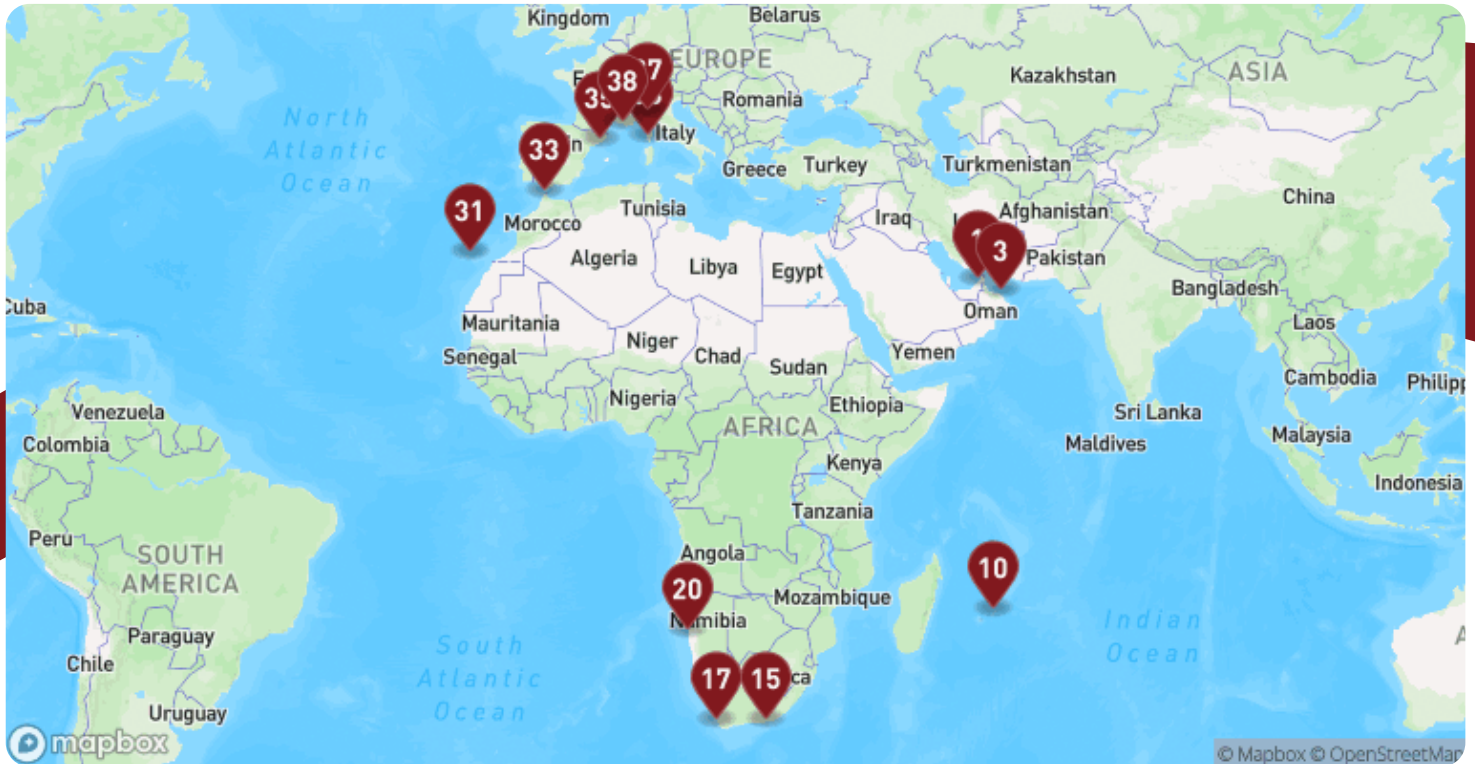 Kingdom
Belarus
EUROPE
ASIA
Kazakhstan
38
Romania
Italy
33
Greece
Turkey
Turkmenistan
North
Atlantic
Ocean
China
31
Morocco
Tunisia
Iraq
Afghanistan
3
Pakistan
Algeria
Libya
Egypt
Bangladesh
Cuba
Mauritania
Oman
Laos
Niger
Chad
Sudan
Yemen
Senegal
Cambodia
Nigeria
Ethiopia
Venezuela
Colombia
AFRICA
Sri Lanka
Maldives
Malaysia
Kenya
Indonesia
Tanzania
Peru
SOUTH
AMERICA
Angola
10
20
Mozambique
Namibia
Indian
Ocean
Paraguay
Chile
South
Atlantic
Ocean
17
15
Uruguay
mapbox
© Mapbox © OpenStreetMap